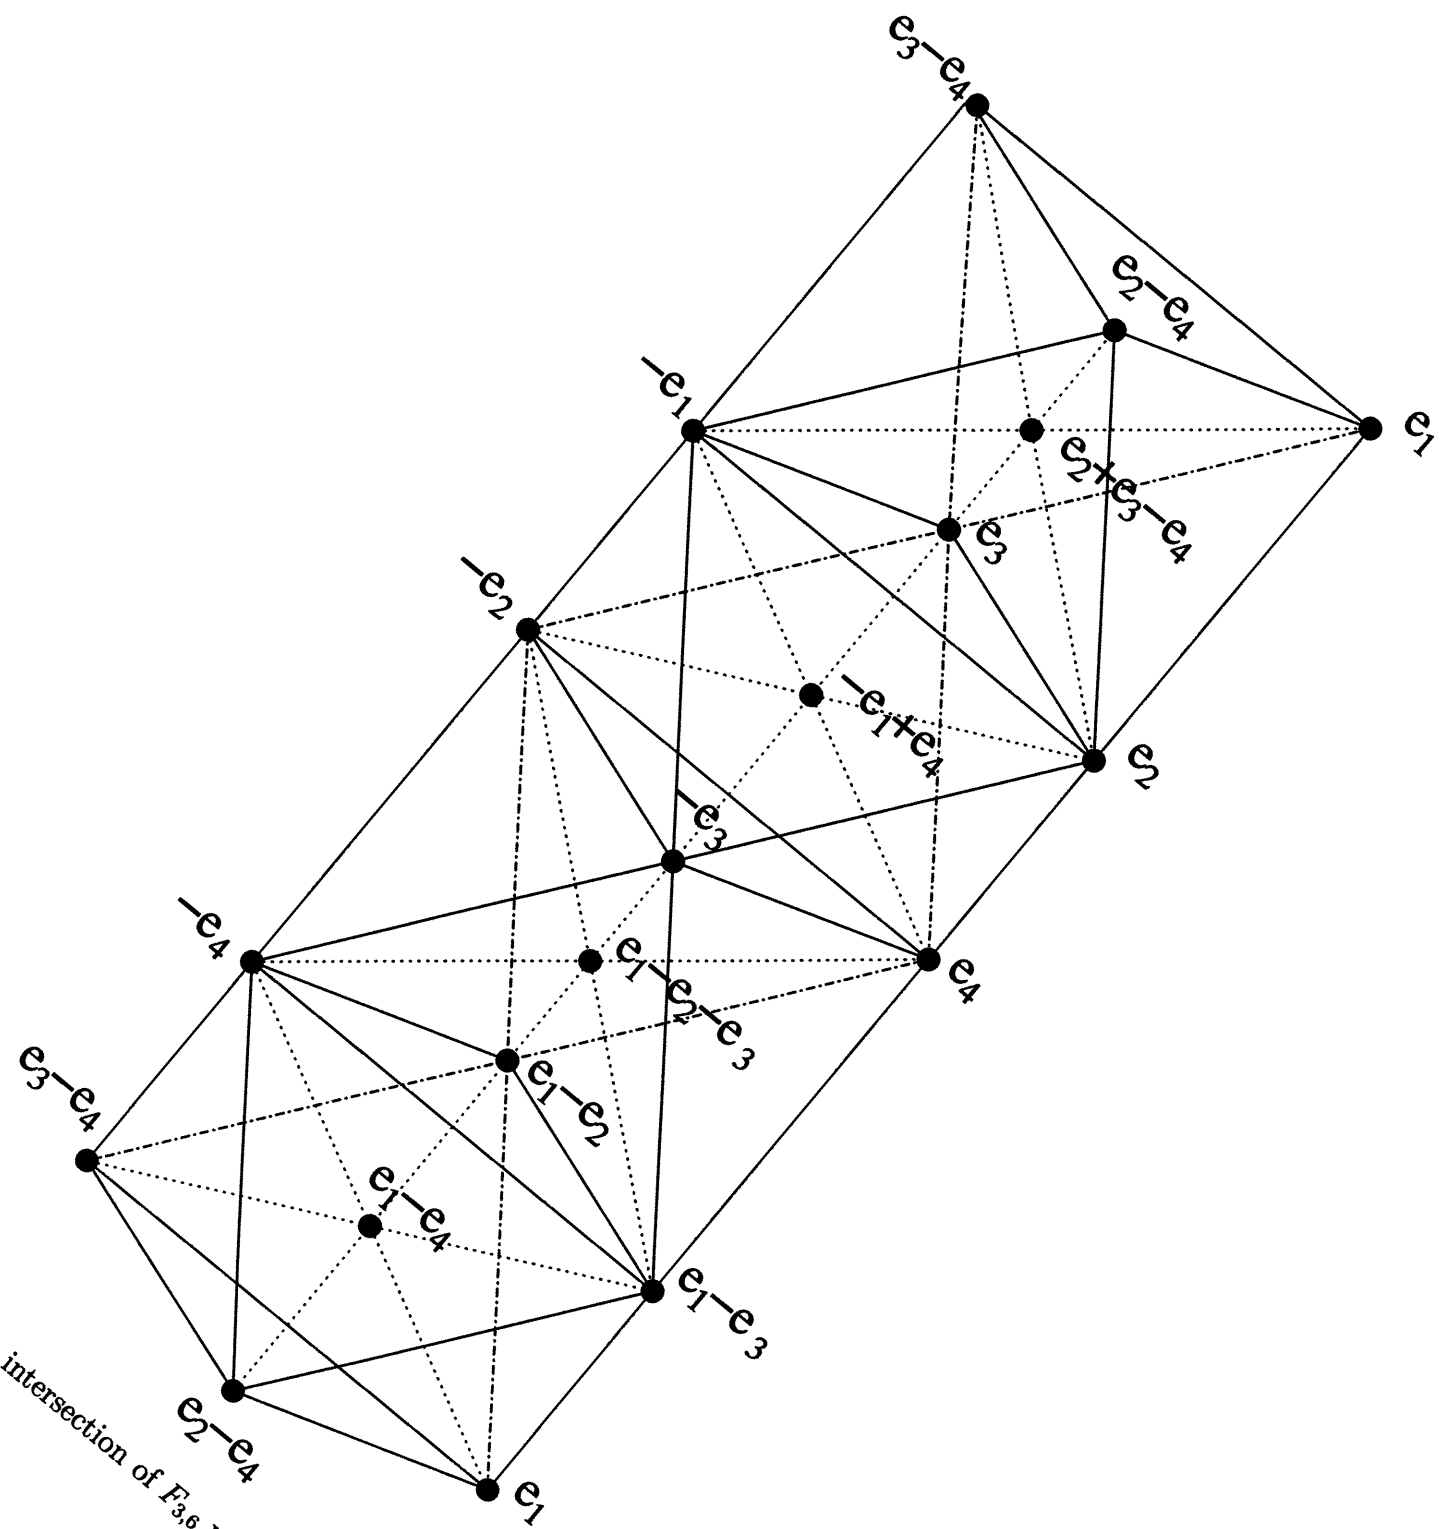 e₃-e₄
e₂-e₄
-e₁
e₁
e₂+e₃-e₄
e₃
-e₂
-e₁+e₄
e₂
-e₃
-e₄
e₁-e₂-e₃
e₄
e₃-e₄
e₁-e₂
e₁-e₄
e₁-e₃
e₂-e₄
e₁
intersection of F₃,₆